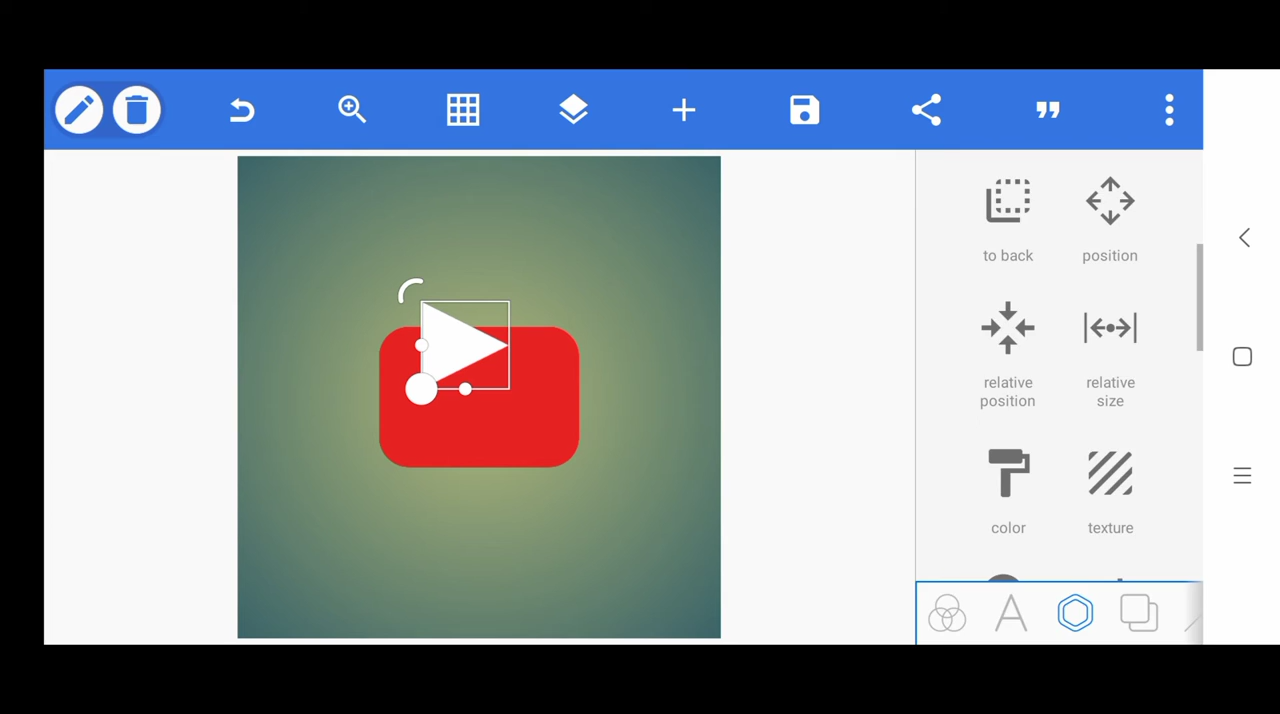 to back
position
relative
position
relative
size
color
texture